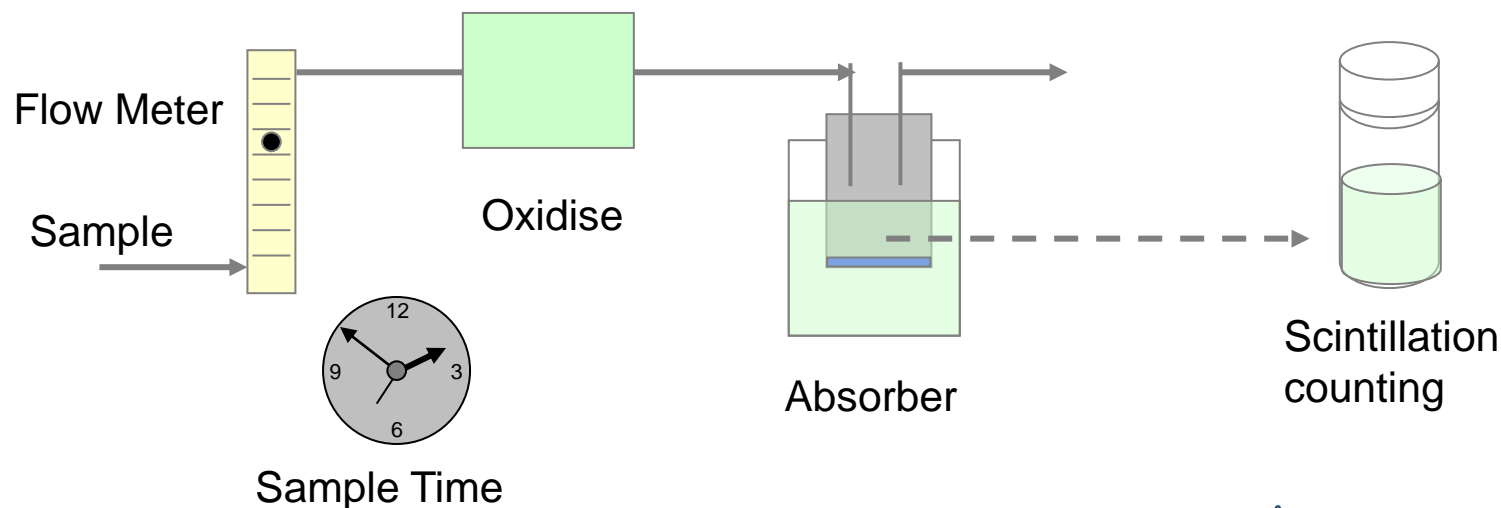 Flow Meter
Sample
Oxidise
12
9
3
6
Sample Time
Absorber
Scintillation
counting